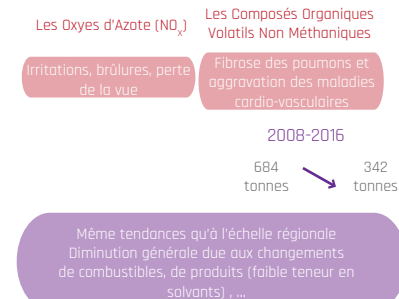 Les Oxyes d'Azote (NOx)
Les Composés Organiques
Volatils Non Méthaniques
Irritations, brûlures, perte
de la vue
Fibrose des poumons et
aggravation des maladies
cardio-vasculaires
2008-2016
684
tonnes
342
tonnes
Même tendances qu'à l'échelle régionale
Diminution générale due aux changements
de combustibles, de produits (faible teneur en
solvants) , ...